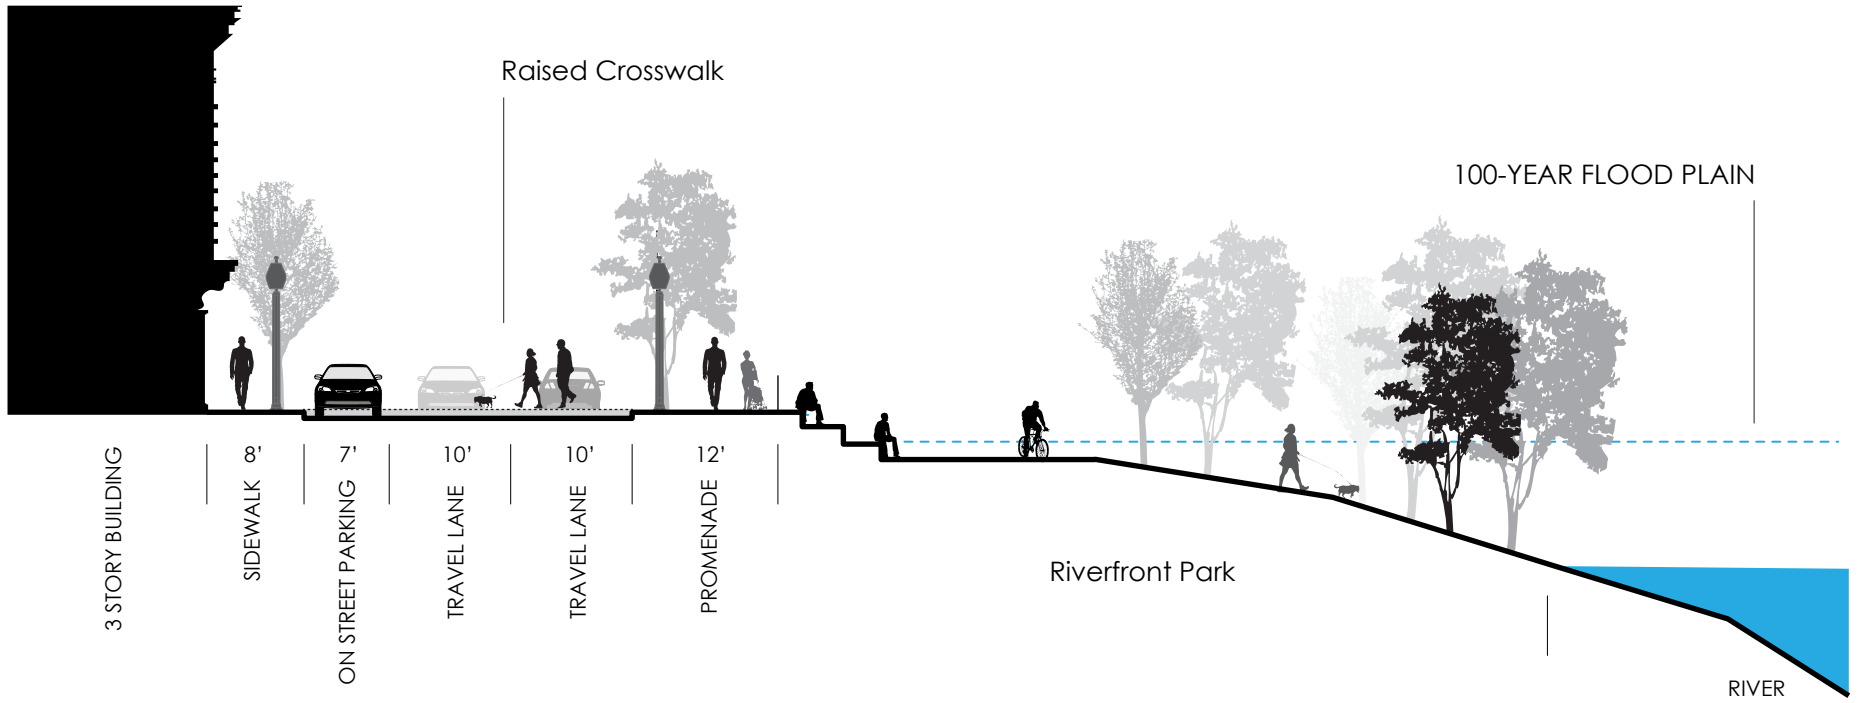 Raised Crosswalk
100-YEAR FLOOD PLAIN
3 STORY BUILDING
8’
SIDEWALK
7’
ON STREET PARKING
10’
TRAVEL LANE
10’
TRAVEL LANE
12’
PROMENADE
Riverfront Park
RIVER